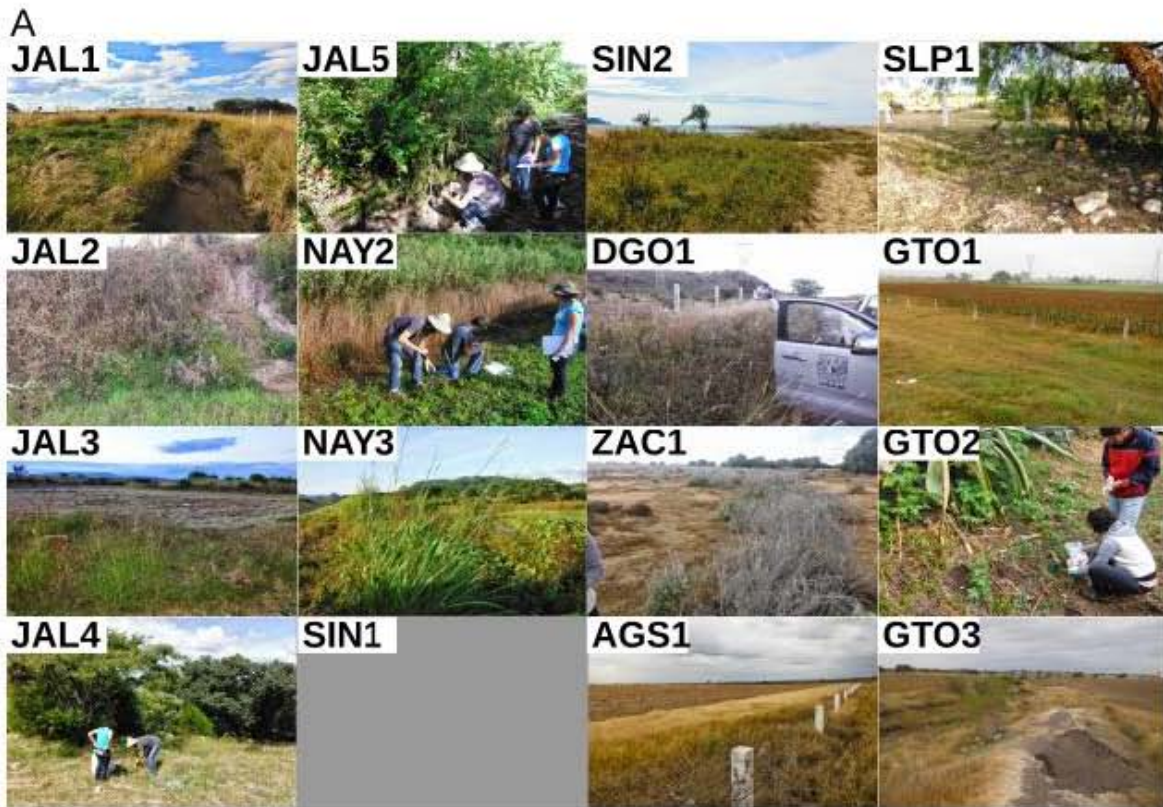 A
JAL1 JAL5 SIN2 SLP1
JAL2 NAY2 DGO1 GTO1
JAL3 NAY3 ZAC1 GTO2
JAL4 SIN1 AGS1 GTO3